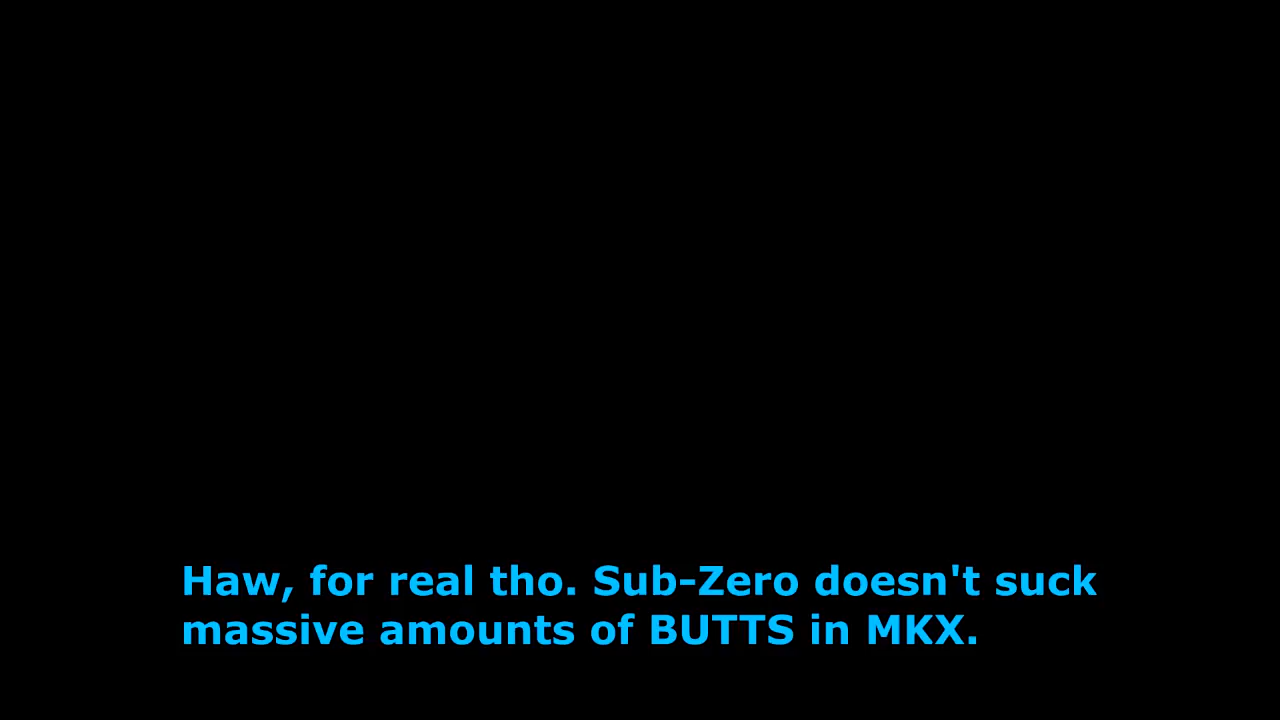 Haw, for real tho. Sub-Zero doesn't suck
massive amounts of BUTTS in MKX.